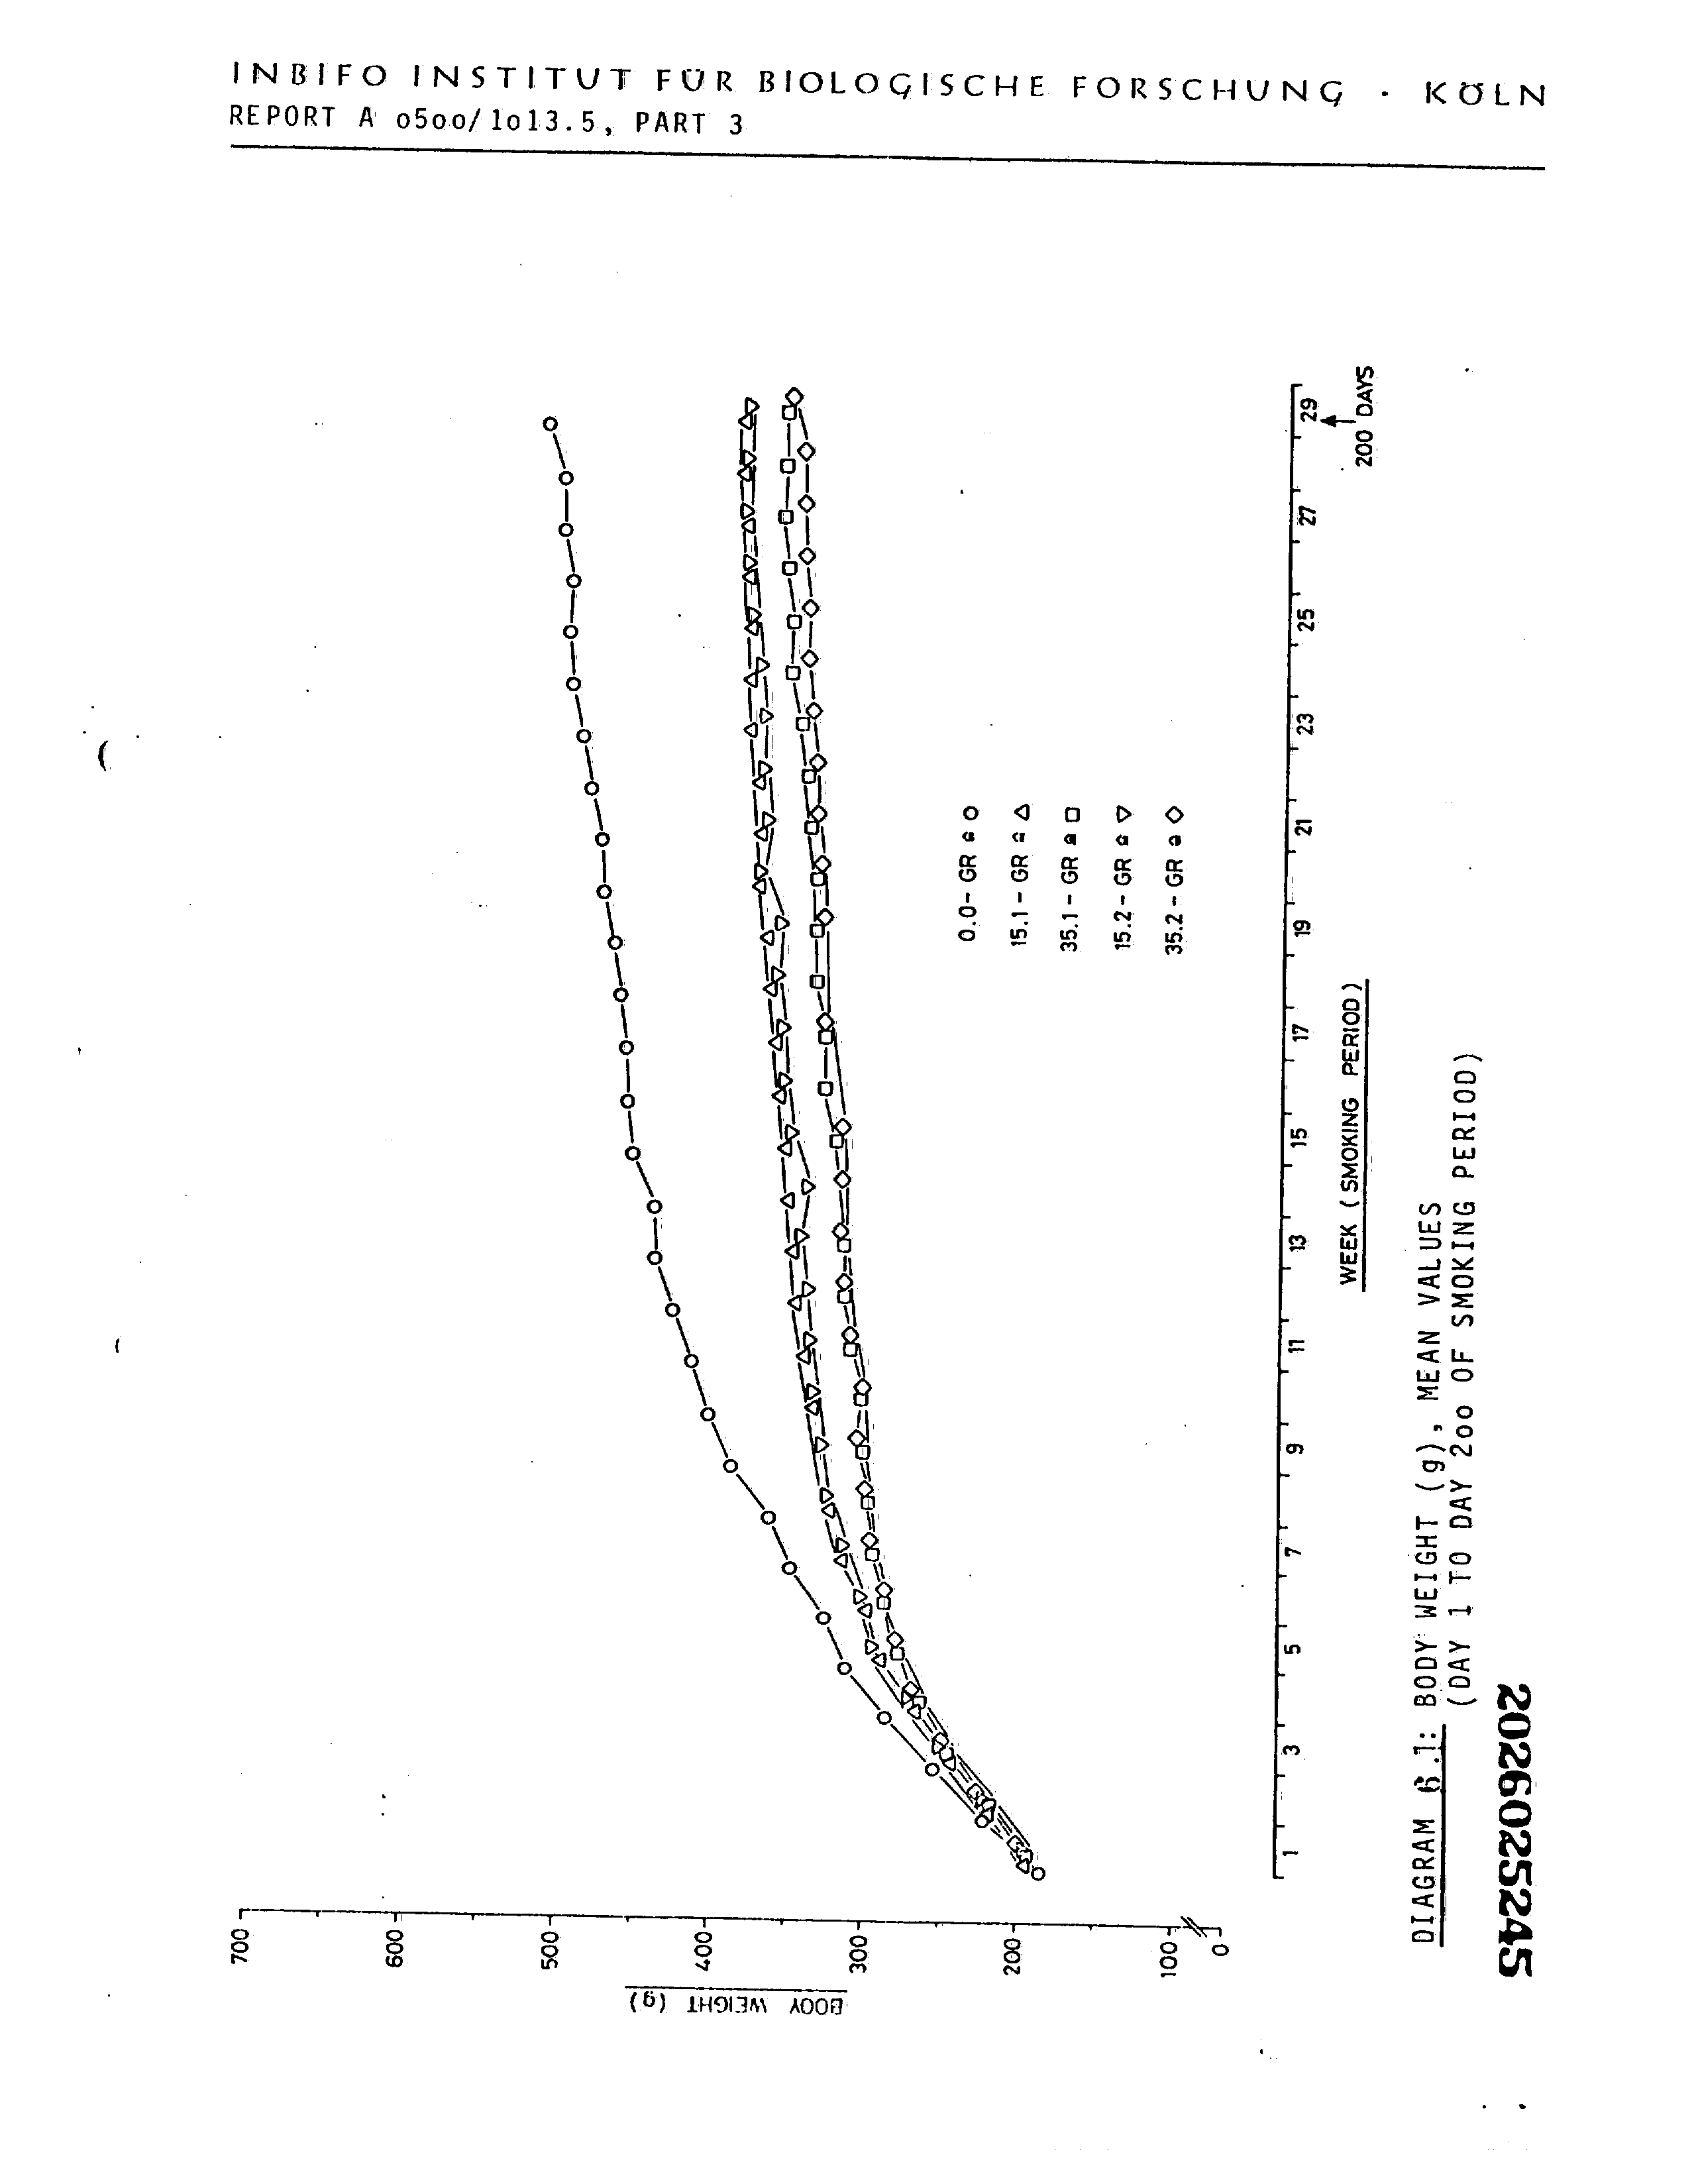 INBIFO INSTITUT FÜR BIOLOGISCHE FORSCHUNG · KÖLN
REPORT A 0500/1013.5, PART 3
BODY WEIGHT (g)
700
600
500
400
300
200
100
0
1
3
5
7
9
11
13
15
17
19
21
23
25
27
29
200 DAYS
WEEK (SMOKING PERIOD)
0.0-GR ≙ ○
15.1-GR ≙ △
35.1-GR ≙ □
15.2-GR ≙ ▽
35.2-GR ≙ ◇
DIAGRAM 6.1: BODY WEIGHT (g), MEAN VALUES
(DAY 1 TO DAY 200 OF SMOKING PERIOD)
2026025245